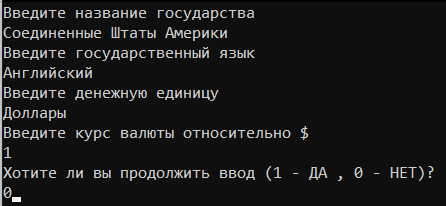 Введите название государства
Соединенные Штаты Америки
Введите государственный язык
Английский
Введите денежную единицу
Доллары
Введите курс валюты относительно $
1
Хотите ли вы продолжить ввод (1 - ДА , 0 - НЕТ)?
0